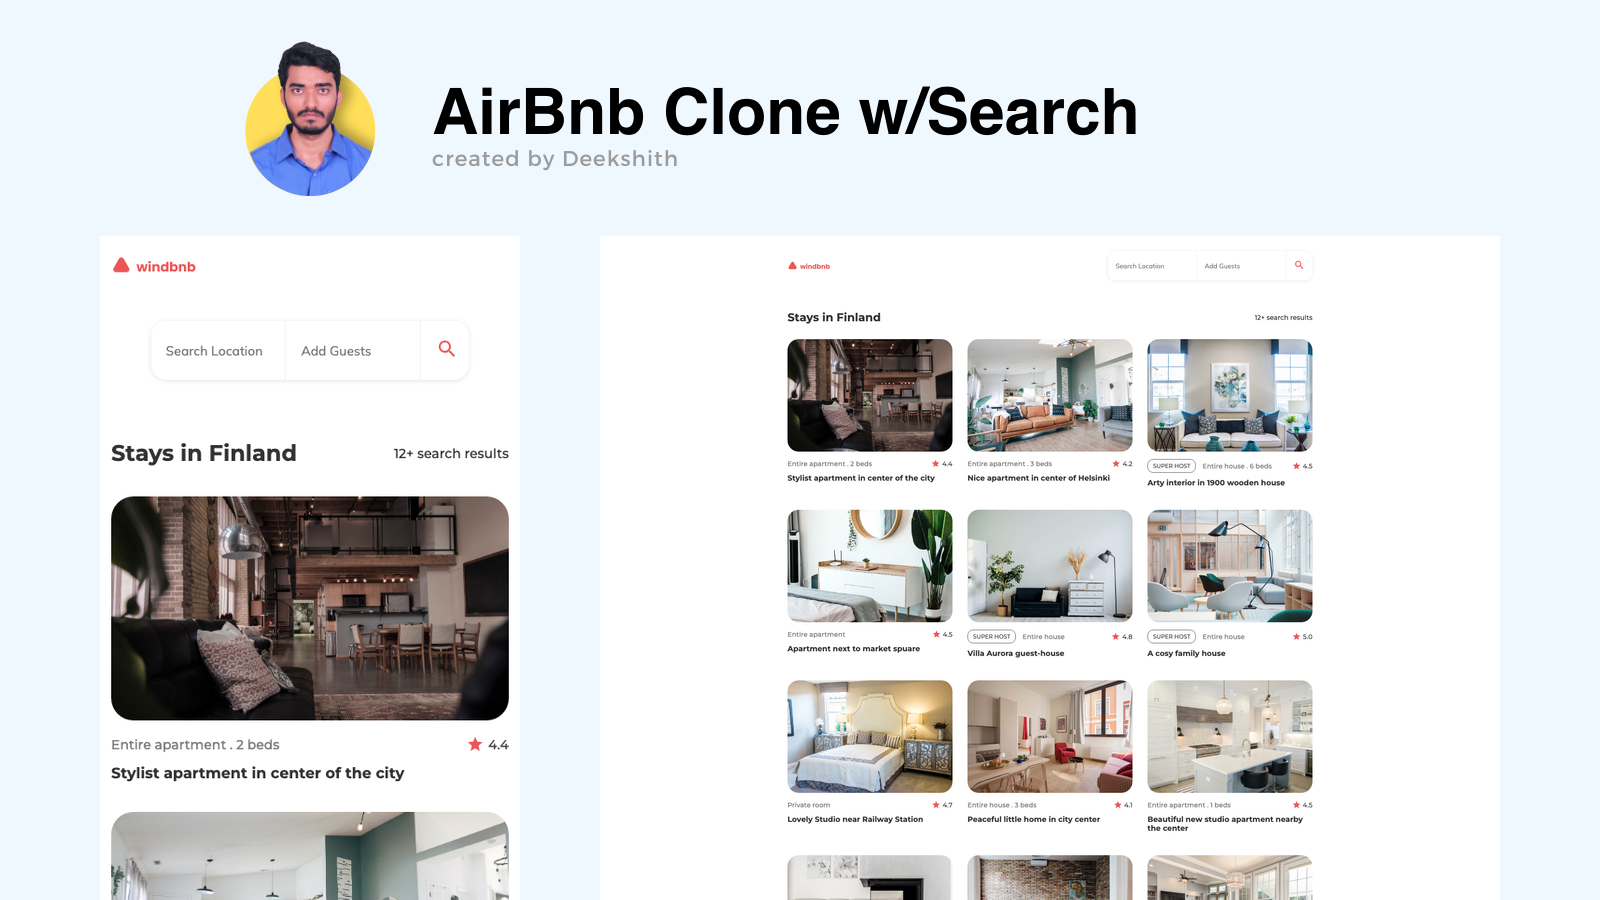 AirBnb Clone w/Search
created by Deekshith
windbnb
Search Location
Add Guests
Stays in Finland
12+ search results
Entire apartment . 2 beds
4.4
Stylist apartment in center of the city
windbnb
Search Location
Add Guests
Stays in Finland
12+ search results
Entire apartment . 2 beds
4.4
Stylist apartment in center of the city
Entire apartment . 3 beds
4.2
Nice apartment in center of Helsinki
SUPER HOST
Entire house . 6 beds
4.5
Arty interior in 1900 wooden house
Entire apartment
4.5
Apartment next to market spuare
SUPER HOST
Entire house
4.8
Villa Aurora guest-house
SUPER HOST
Entire house
5.0
A cosy family house
Private room
4.7
Lovely Studio near Railway Station
Entire house . 3 beds
4.1
Peaceful little home in city center
Entire apartment . 1 beds
4.5
Beautiful new studio apartment nearby
the center